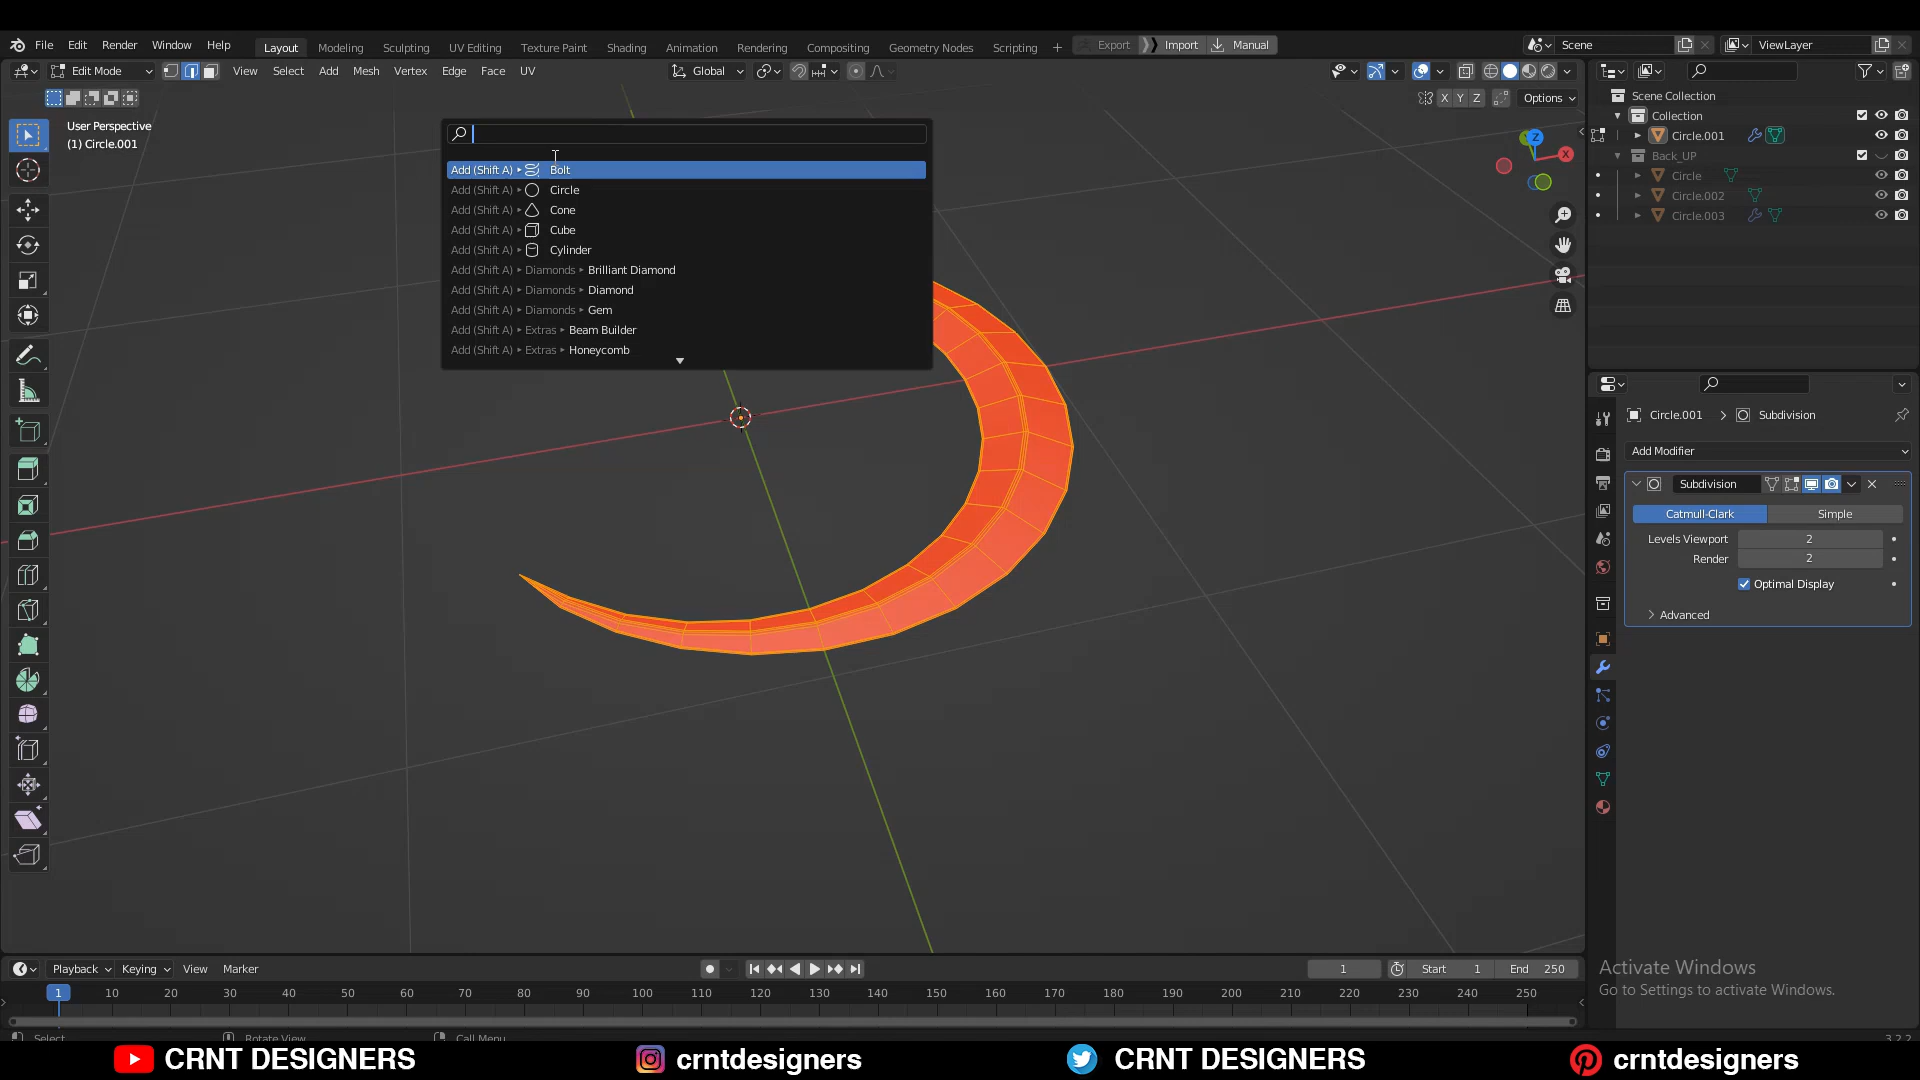 File Edit Render Window Help Layout Modeling Sculpting UV Editing Texture Paint Shading Animation Rendering Compositing Geometry Nodes Scripting + Export Import Manual Scene ViewLayer
Edit Mode View Select Add Mesh Vertex Edge Face UV Global
X Y Z Options
User Perspective
(1) Circle.001
Add (Shift A) Bolt
Add (Shift A) Circle
Add (Shift A) Cone
Add (Shift A) Cube
Add (Shift A) Cylinder
Add (Shift A) Diamonds Brilliant Diamond
Add (Shift A) Diamonds Diamond
Add (Shift A) Diamonds Gem
Add (Shift A) Extras Beam Builder
Add (Shift A) Extras Honeycomb
Z
X
Scene Collection
Collection
Circle.001
Back_UP
Circle
Circle.002
Circle.003
Circle.001 > Subdivision
Add Modifier
Subdivision
Catmull-Clark Simple
Levels Viewport 2
Render 2
Optimal Display
Advanced
Activate Windows
Go to Settings to activate Windows.
Playback Keying View Marker 1 Start 1 End 250
1 10 20 30 40 50 60 70 80 90 100 110 120 130 140 150 160 170 180 190 200 210 220 230 240 250
Select Rotate View Call Menu 3.2.2
CRNT DESIGNERS crntdesigners CRNT DESIGNERS crntdesigners